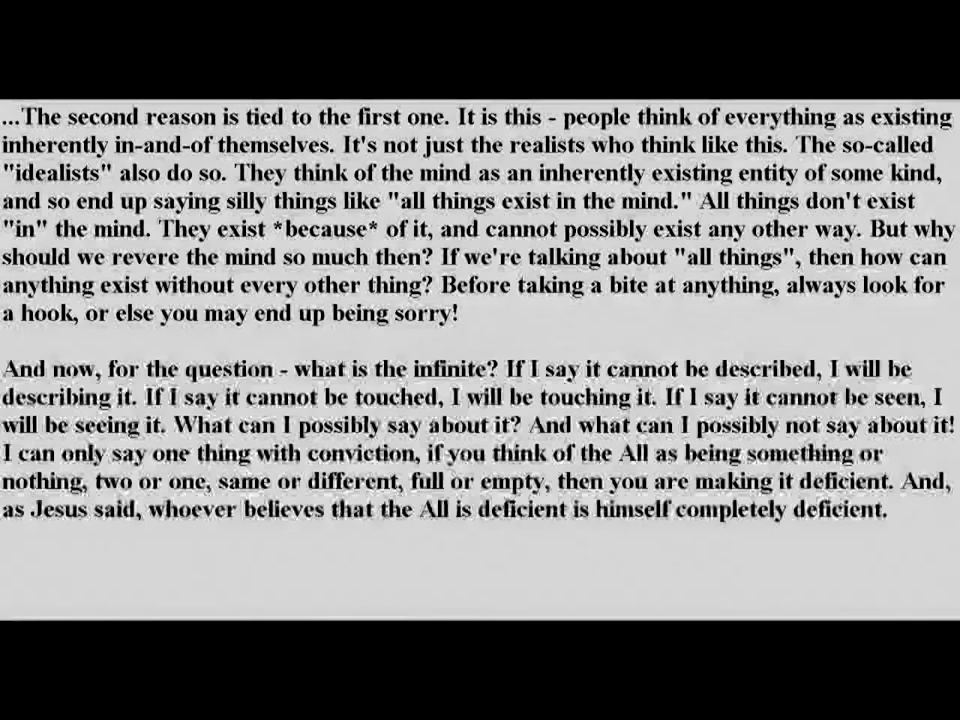 ...The second reason is tied to the first one. It is this - people think of everything as existing
inherently in-and-of themselves. It's not just the realists who think like this. The so-called
"idealists" also do so. They think of the mind as an inherently existing entity of some kind,
and so end up saying silly things like "all things exist in the mind." All things don't exist
"in" the mind. They exist *because* of it, and cannot possibly exist any other way. But why
should we revere the mind so much then? If we're talking about "all things", then how can
anything exist without every other thing? Before taking a bite at anything, always look for
a hook, or else you may end up being sorry!
And now, for the question - what is the infinite? If I say it cannot be described, I will be
describing it. If I say it cannot be touched, I will be touching it. If I say it cannot be seen, I
will be seeing it. What can I possibly say about it? And what can I possibly not say about it!
I can only say one thing with conviction, if you think of the All as being something or
nothing, two or one, same or different, full or empty, then you are making it deficient. And,
as Jesus said, whoever believes that the All is deficient is himself completely deficient.